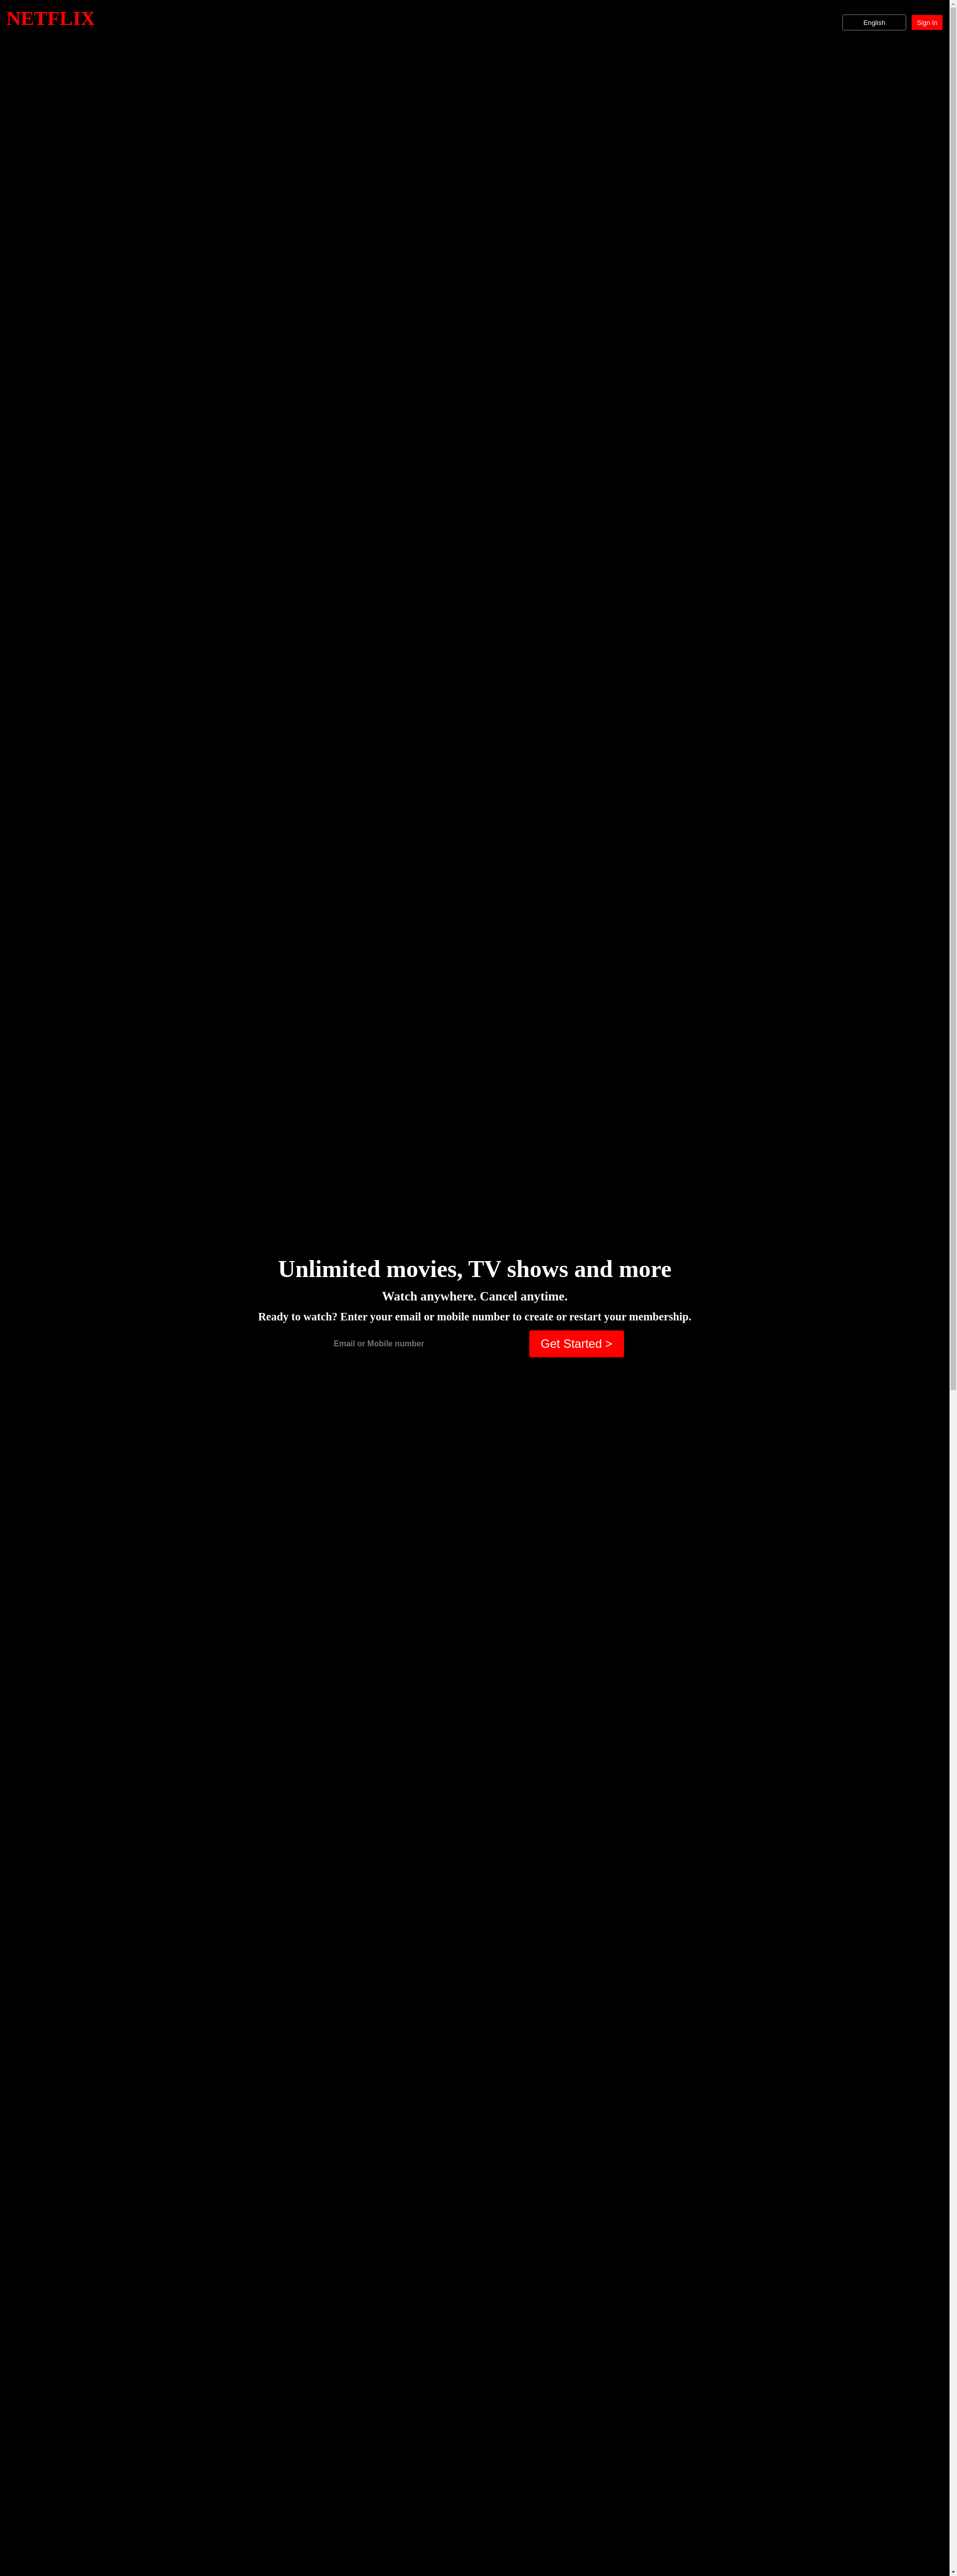 NETFLIX
English
Sign In
Unlimited movies, TV shows and more
Watch anywhere. Cancel anytime.
Ready to watch? Enter your email or mobile number to create or restart your membership.
Email or Mobile number
Get Started >